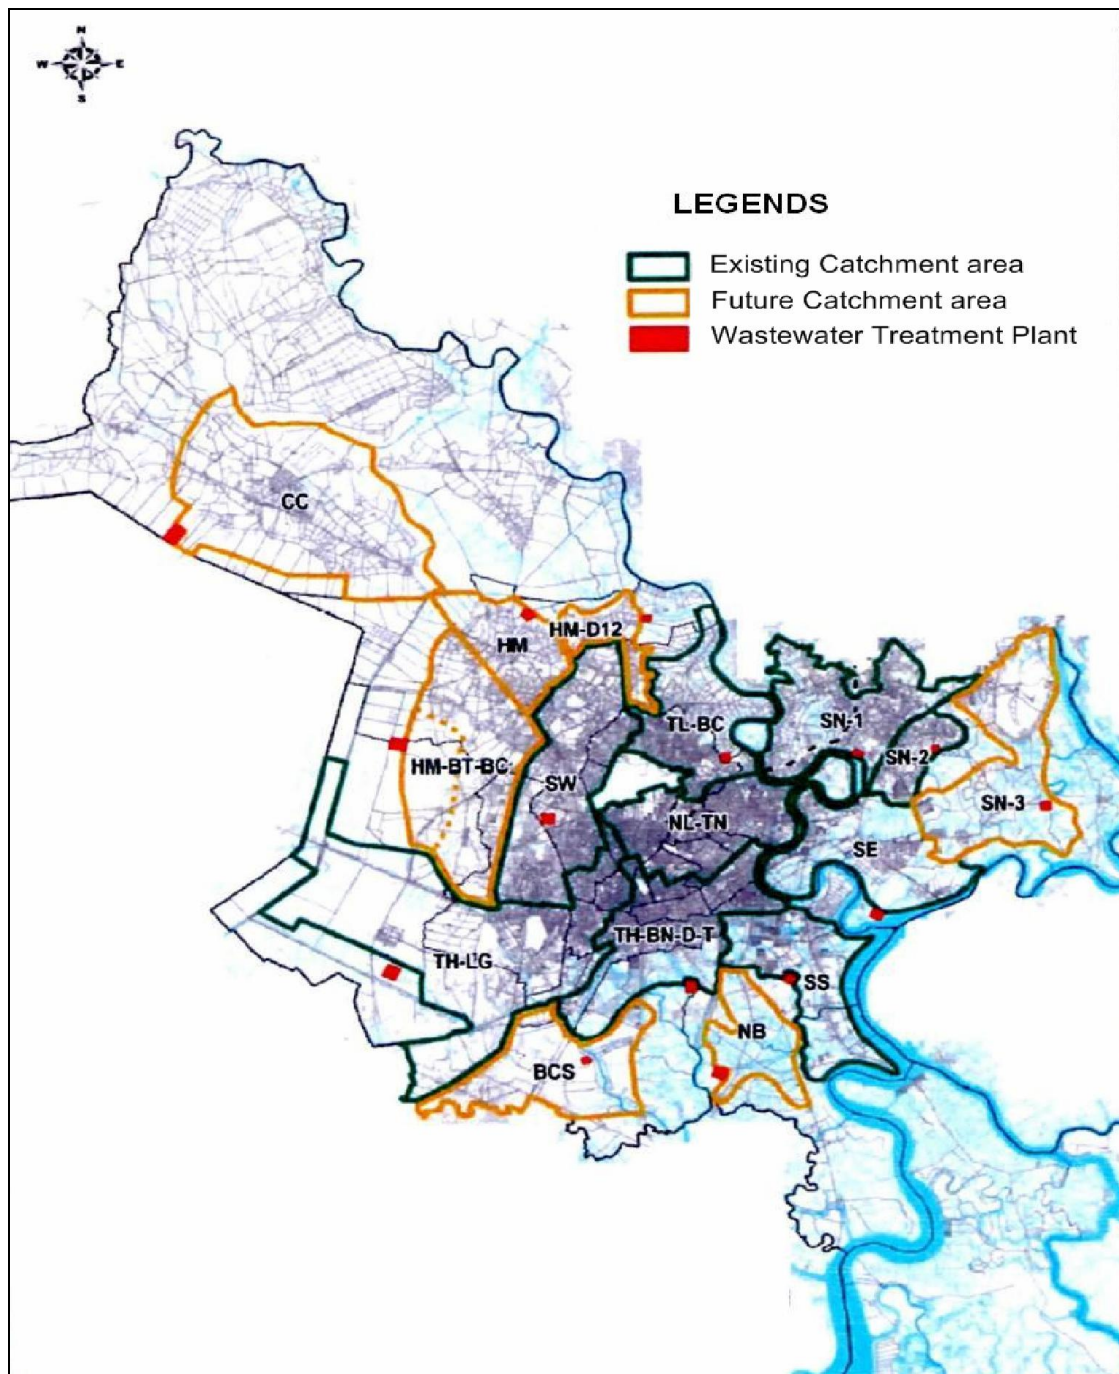 N
W E
S
LEGENDS
Existing Catchment area
Future Catchment area
Wastewater Treatment Plant
CC
HM-D12
HM
TL-BC
SN-1
SN-2
HM-BT-BC
SW
SN-3
NL-TN
SE
TH-BN-D-T
TH-LG
SS
NB
BCS